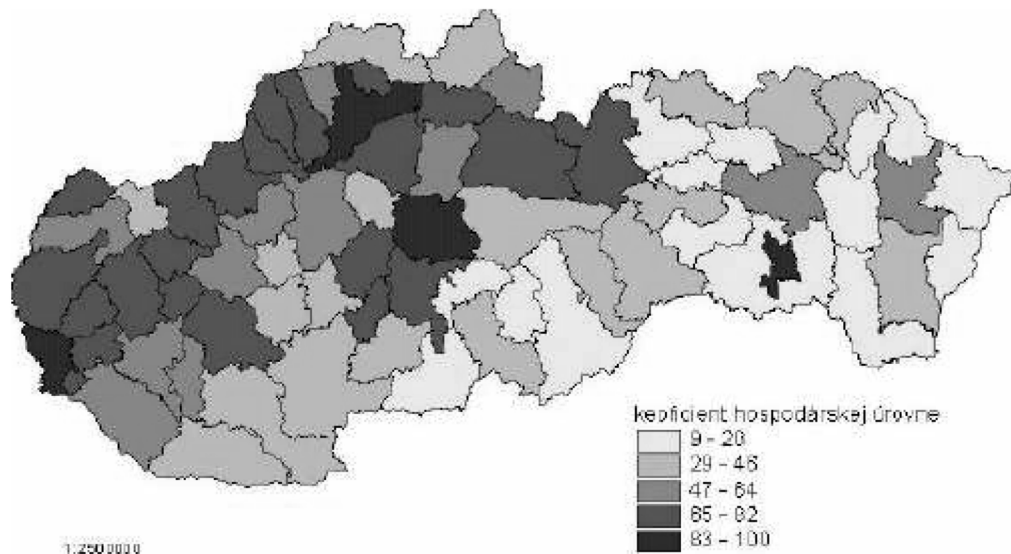 koeficient hospodárskej úrovne
9 - 28
29 - 46
47 - 64
65 - 82
83 - 100
1:2500000